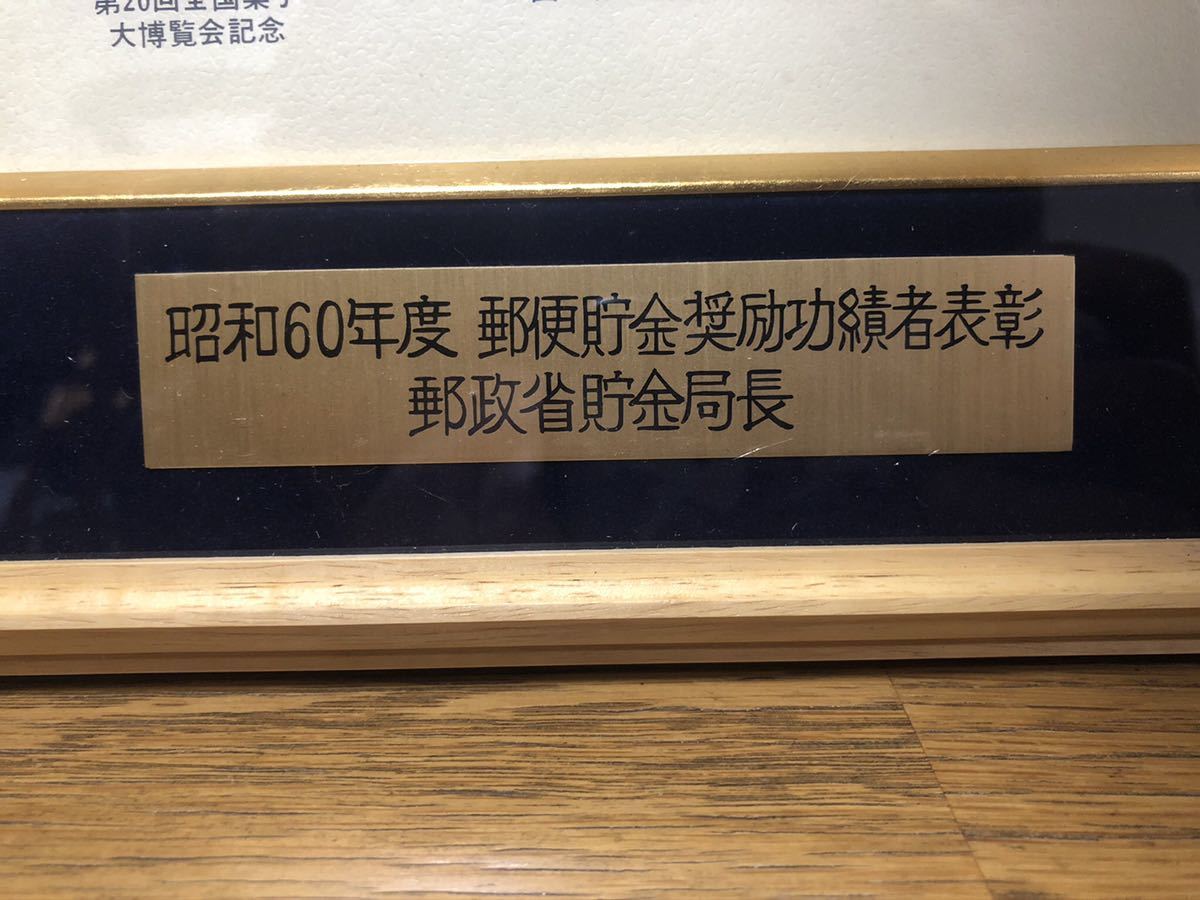 第20回全国菓子
大博覧会記念
昭和60年度 郵便貯金奨励功績者表彰
郵政省貯金局長